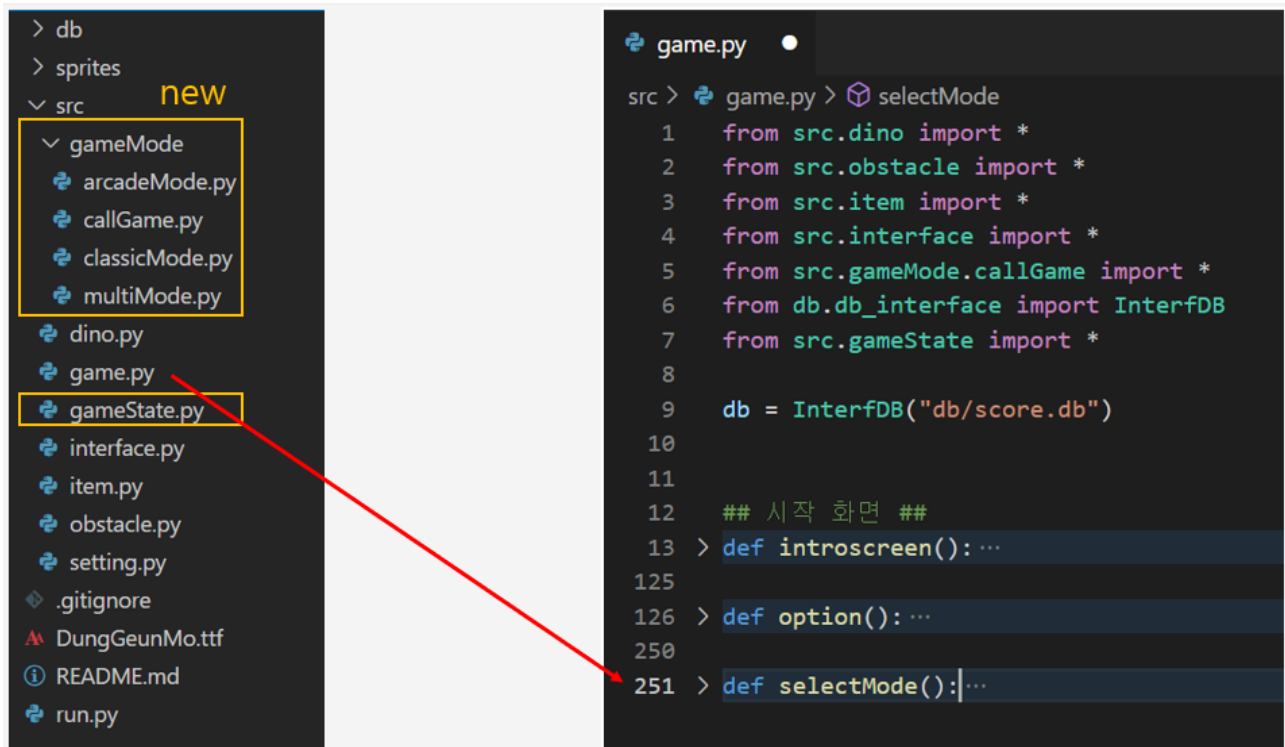 > db
> sprites
new
src
gameMode
arcadeMode.py
callGame.py
classicMode.py
multiMode.py
dino.py
game.py
gameState.py
interface.py
item.py
obstacle.py
setting.py
.gitignore
DungGeunMo.ttf
README.md
run.py
game.py ●
src > game.py > selectMode
1 from src.dino import *
2 from src.obstacle import *
3 from src.item import *
4 from src.interface import *
5 from src.gameMode.callGame import *
6 from db.db_interface import InterfDB
7 from src.gameState import *
8
9 db = InterfDB("db/score.db")
10
11
12 ## 시작 화면 ##
13 > def introscreen():···
125
126 > def option():···
250
251 > def selectMode():···